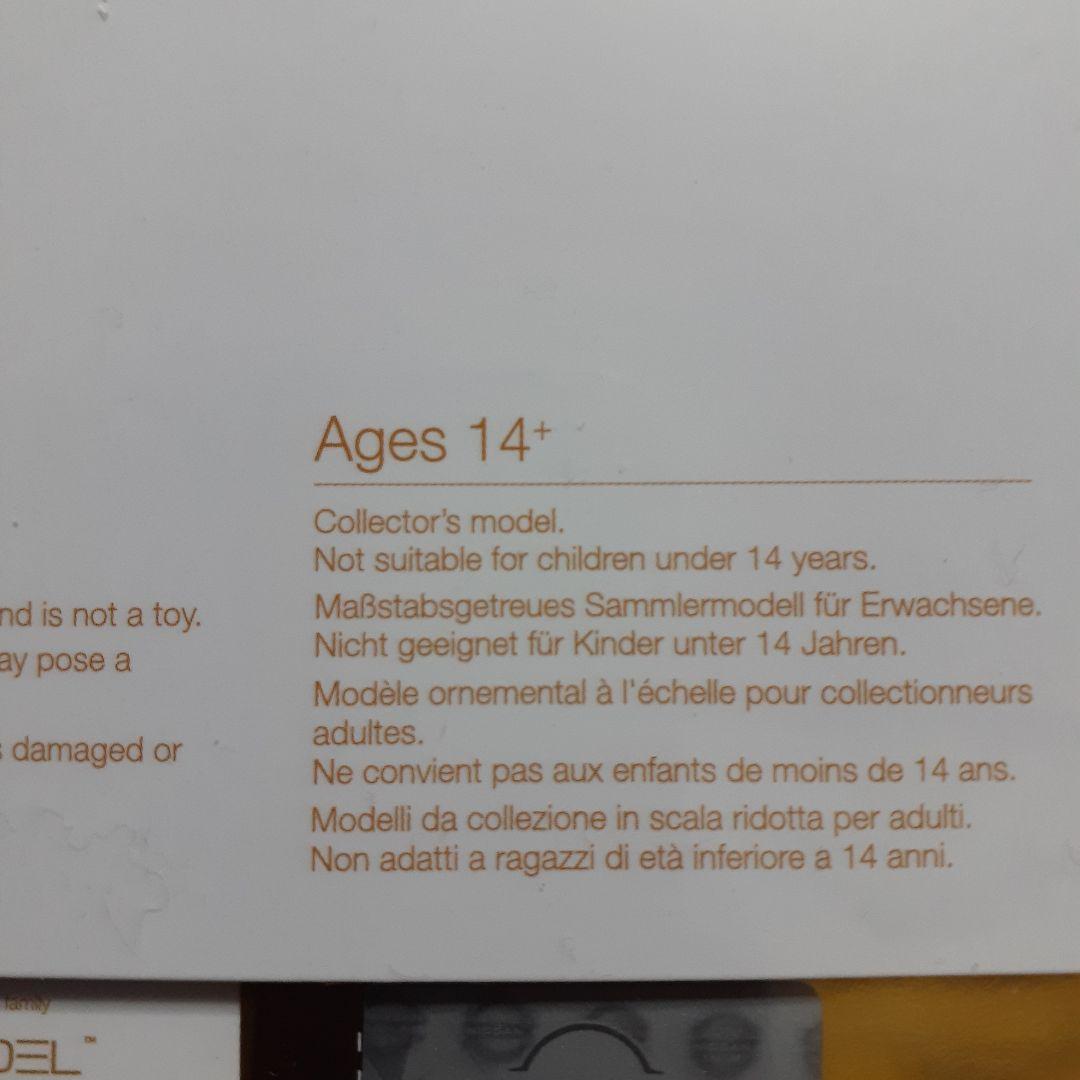 Ages 14+
Collector's model.
Not suitable for children under 14 years.
nd is not a toy.
Maßstabsgetreues Sammlermodell für Erwachsene.
Nicht geeignet für Kinder unter 14 Jahren.
ay pose a
Modèle ornemental à l'échelle pour collectionneurs
adultes.
damaged or
Ne convient pas aux enfants de moins de 14 ans.
Modelli da collezione in scala ridotta per adulti.
Non adatti a ragazzi di età inferiore a 14 anni.
family
DEL™